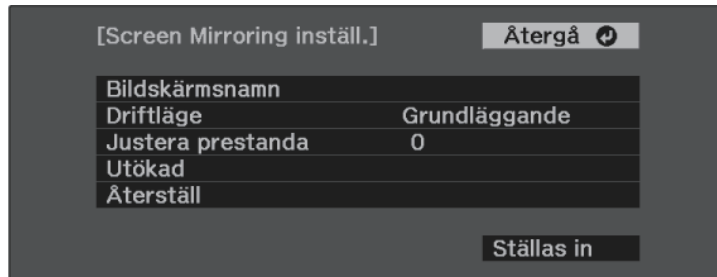 [Screen Mirroring inställ.] Återgå
Bildskärmsnamn
Driftläge Grundläggande
Justera prestanda 0
Utökad
Återställ
Ställas in